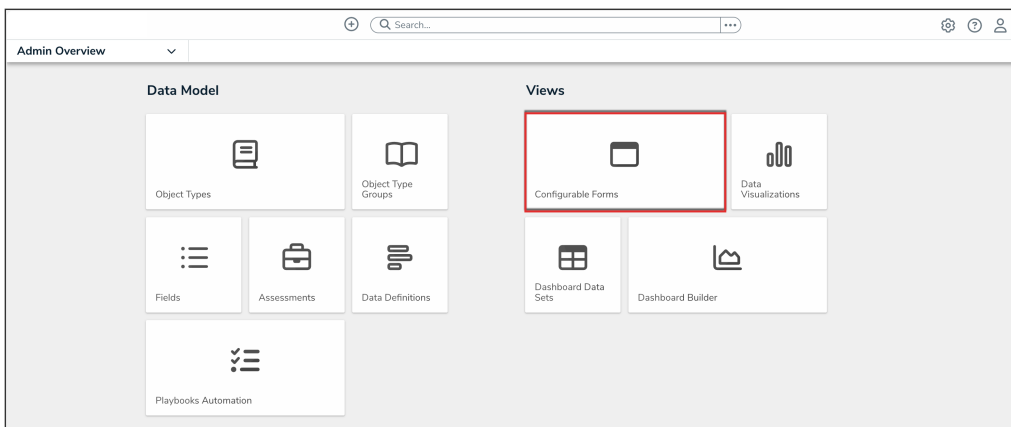 Search...
Admin Overview
Data Model
Object Types
Object Type
Groups
Fields
Assessments
Data Definitions
Playbooks Automation
Views
Configurable Forms
Data
Visualizations
Dashboard Data
Sets
Dashboard Builder